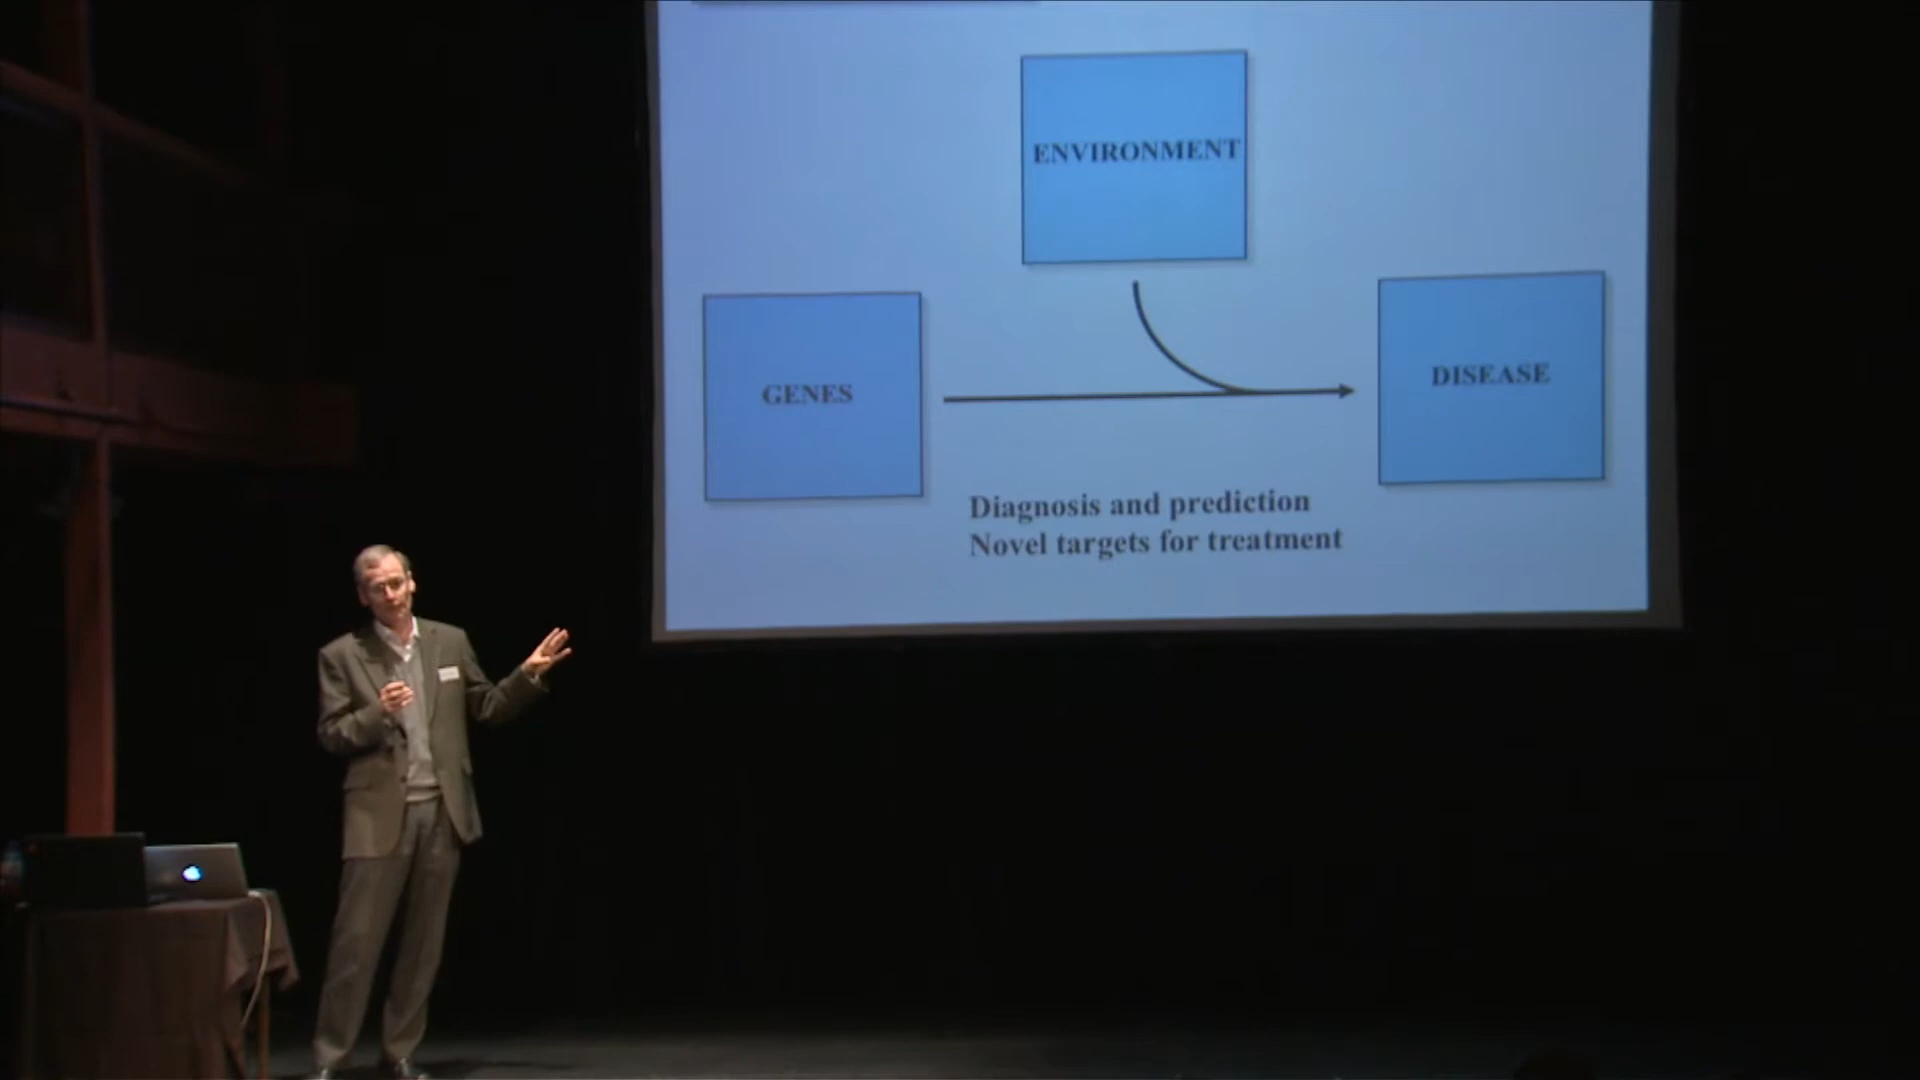 ENVIRONMENT
GENES
DISEASE
Diagnosis and prediction
Novel targets for treatment